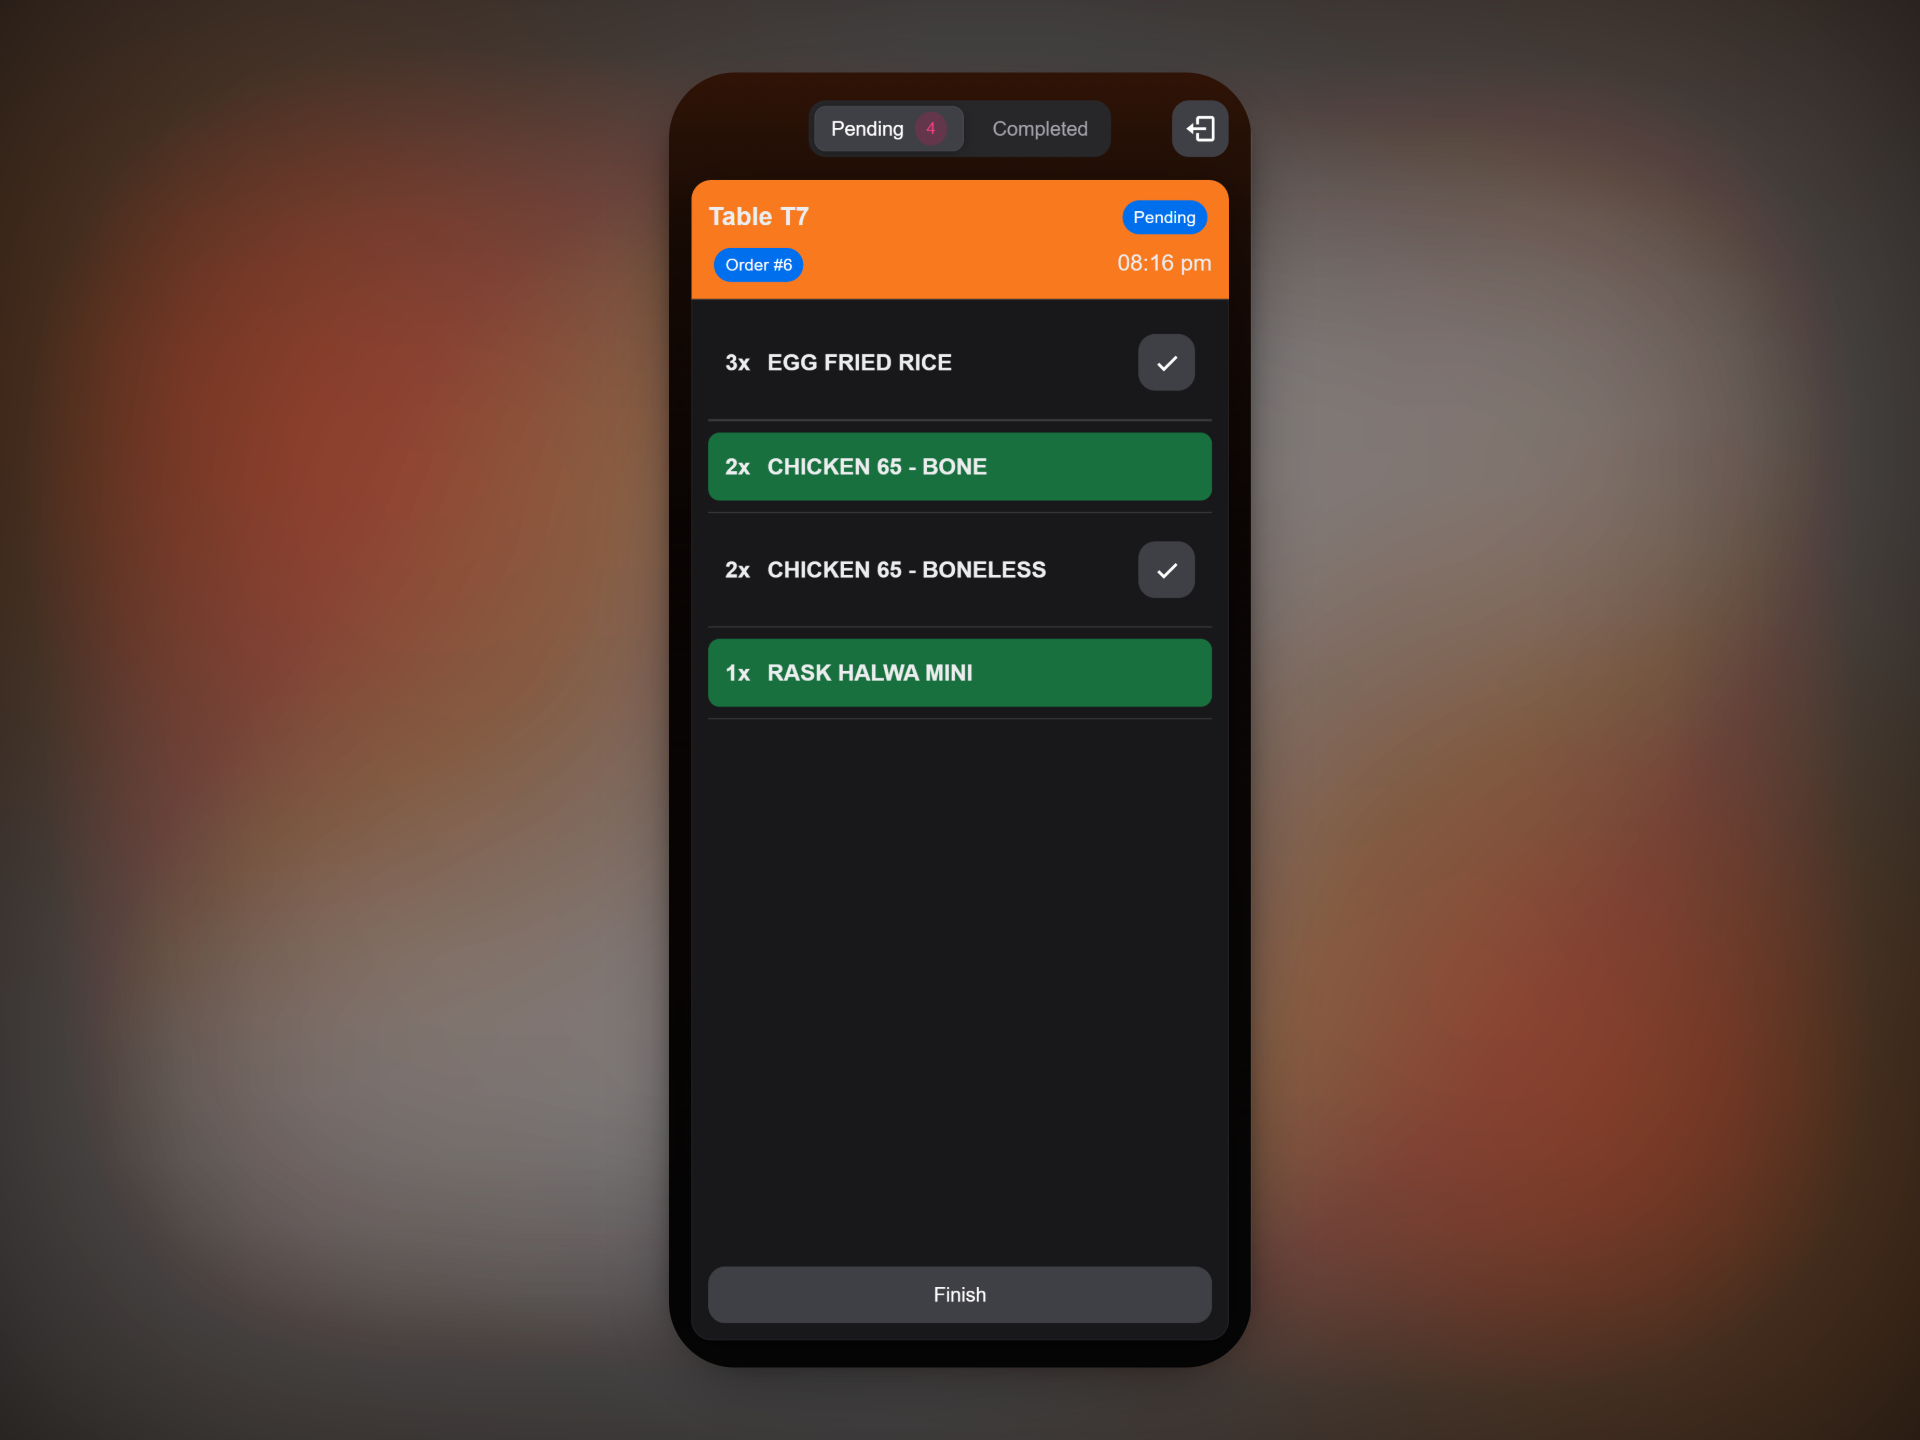 Pending 4 Completed
Table T7 Pending
Order #6 08:16 pm
3x EGG FRIED RICE
2x CHICKEN 65 - BONE
2x CHICKEN 65 - BONELESS
1x RASK HALWA MINI
Finish